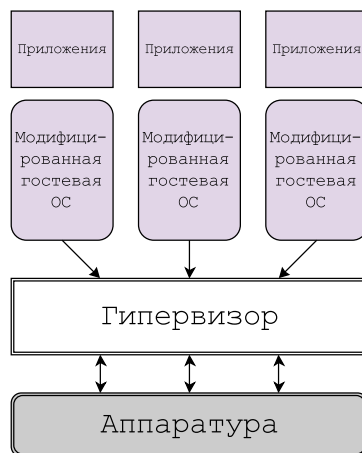 Приложения Приложения Приложения
Модифици- Модифици- Модифици-
рованная рованная рованная
гостевая гостевая гостевая
ОС ОС ОС
Гипервизор
Аппаратура